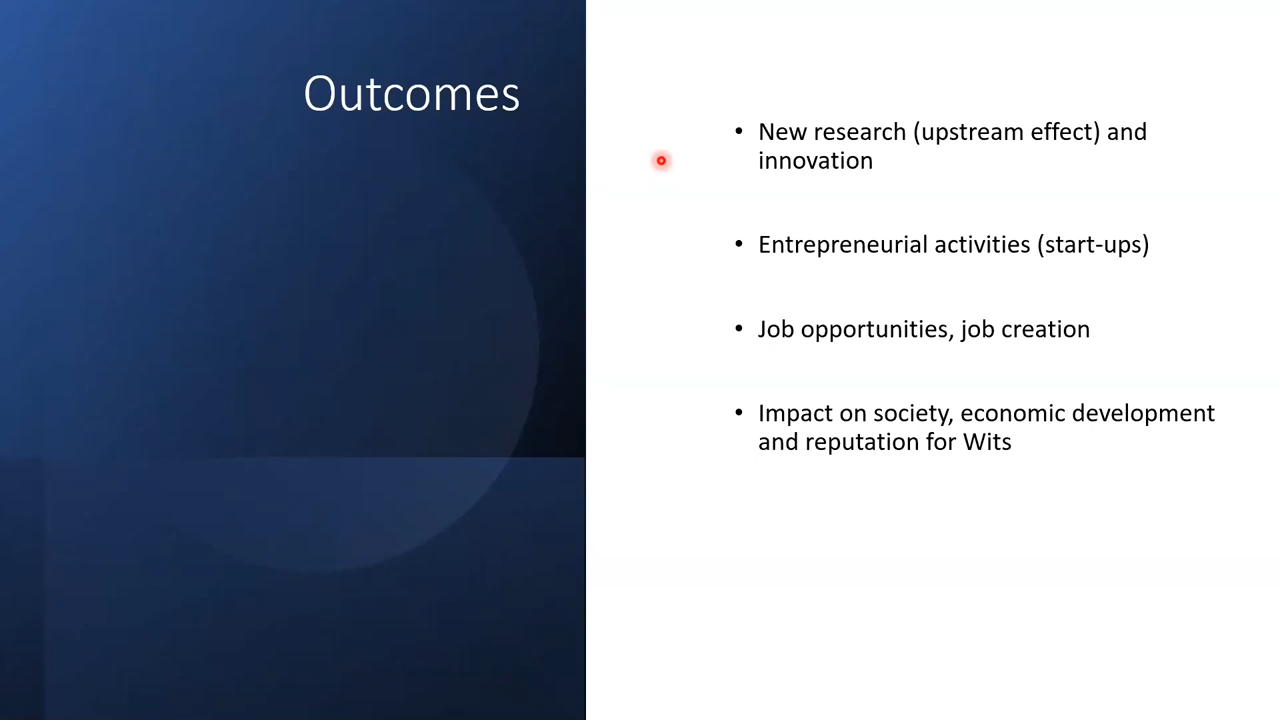 Outcomes
• New research (upstream effect) and
innovation
• Entrepreneurial activities (start-ups)
• Job opportunities, job creation
• Impact on society, economic development
and reputation for Wits